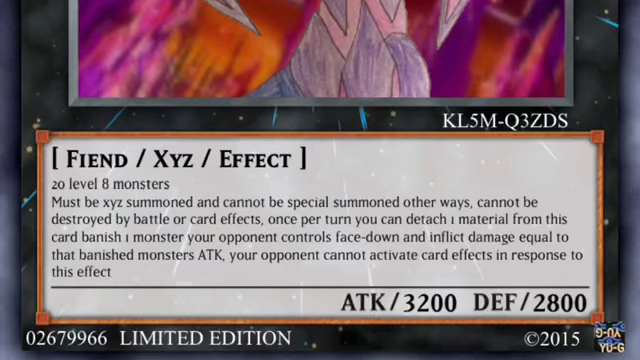 KL5M-Q3ZDS
[ Fiend / Xyz / Effect ]
20 level 8 monsters
Must be xyz summoned and cannot be special summoned other ways, cannot be
destroyed by battle or card effects, once per turn you can detach 1 material from this
card banish 1 monster your opponent controls face-down and inflict damage equal to
that banished monsters ATK, your opponent cannot activate card effects in response to
this effect
ATK/3200 DEF/2800
02679966 LIMITED EDITION
©2015